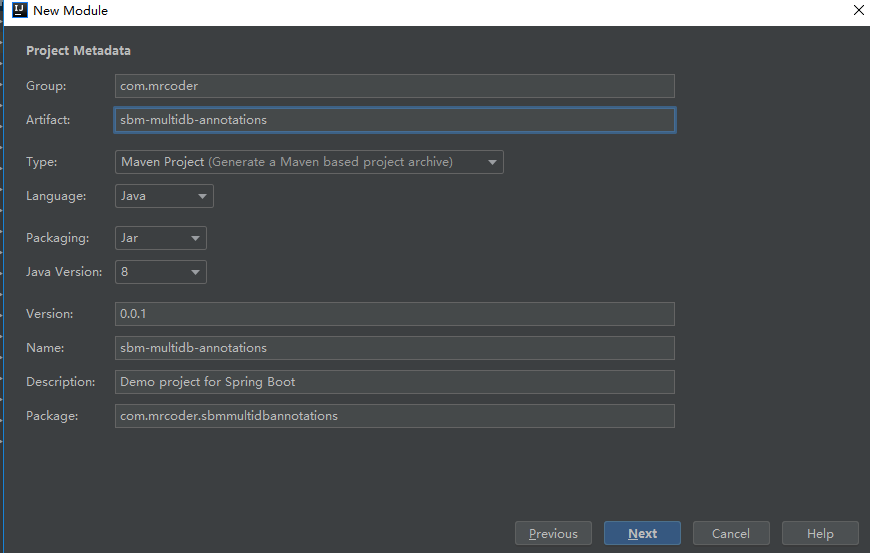 IJ New Module
Project Metadata
Group: com.mrcoder
Artifact: sbm-multidb-annotations
Type: Maven Project (Generate a Maven based project archive)
Language: Java
Packaging: Jar
Java Version: 8
Version: 0.0.1
Name: sbm-multidb-annotations
Description: Demo project for Spring Boot
Package: com.mrcoder.sbmmultidbannotations
Previous Next Cancel Help